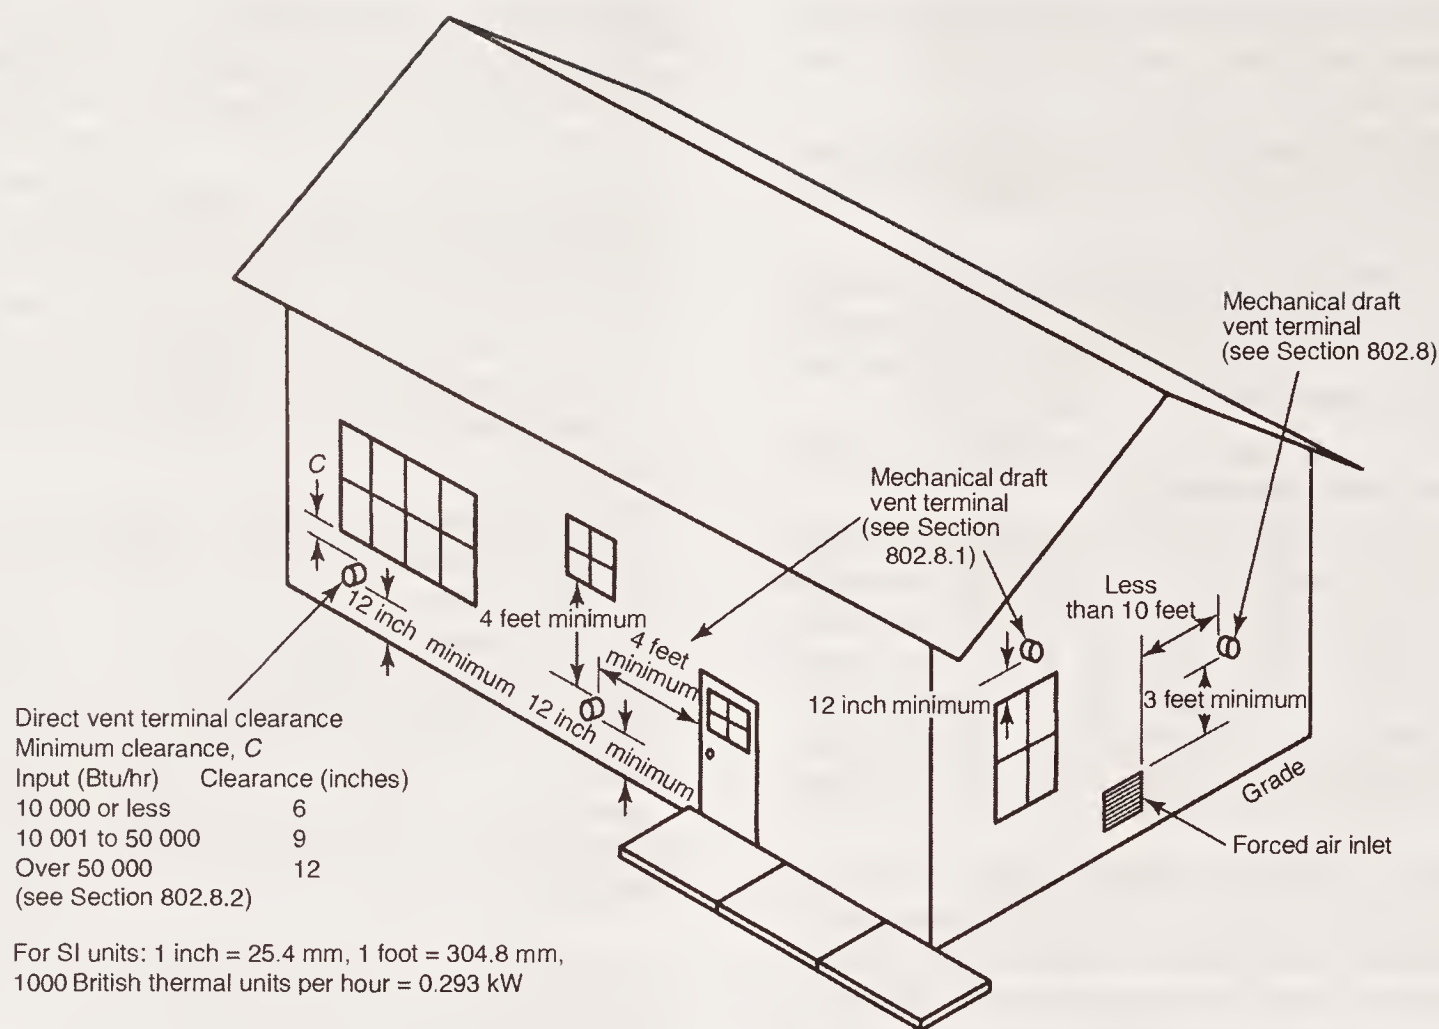 Mechanical draft
vent terminal
(see Section 802.8)
C
Mechanical draft
vent terminal
(see Section
802.8.1)
Less
than 10 feet
12 inch minimum
4 feet minimum
4 feet
minimum
12 inch minimum
12 inch minimum
3 feet minimum
Grade
Forced air inlet
Direct vent terminal clearance
Minimum clearance, C
Input (Btu/hr) Clearance (inches)
10 000 or less 6
10 001 to 50 000 9
Over 50 000 12
(see Section 802.8.2)
For SI units: 1 inch = 25.4 mm, 1 foot = 304.8 mm,
1000 British thermal units per hour = 0.293 kW